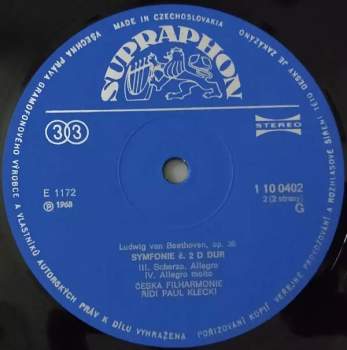 MADE IN CZECHOSLOVAKIA
VŠECHNA PRÁVA GRAMOFONOVÉHO VÝROBCE A VLASTNÍKŮ AUTORSKÝCH PRÁV K DÍLU VYHRAZENA
POŘIZOVÁNÍ KOPIÍ VEŘEJNÉ PROVOZOVÁNÍ A ROZHLASOVÉ ŠÍŘENÍ TÉTO DESKY JE ZAKÁZÁNO
SUPRAPHON
33
STEREO
E 1172
℗ 1968
1 10 0402
2 (2 strany)
G
Ludwig van Beethoven, op. 36
SYMFONIE č. 2 D DUR
III. Scherzo. Allegro
IV. Allegro molto
ČESKÁ FILHARMONIE
ŘÍDÍ PAUL KLECKI